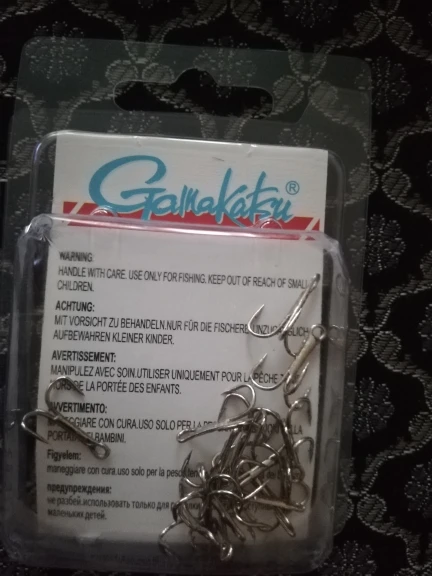 Gamakatsu®
WARNING:
HANDLE WITH CARE. USE ONLY FOR FISHING. KEEP OUT OF REACH OF SMALL
CHILDREN.
ACHTUNG:
MIT VORSICHT ZU BEHANDELN.NUR FÜR DIE FISCHEREI
AUFBEWAHREN KLEINER KINDER.
AVERTISSEMENT:
MANIPULEZ AVEC SOIN.UTILISER UNIQUEMENT POUR LA PÊCHE
HORS DE LA PORTÉE DES ENFANTS.
AVVERTIMENTO:
MANEGGIARE CON CURA.USO SOLO PER LA
PORTATA BAMBINI.
Figyelem:
maneggiare con cura.uso solo per la pesca
предупреждения:
не разбей.использовать только для
маленьких детей.